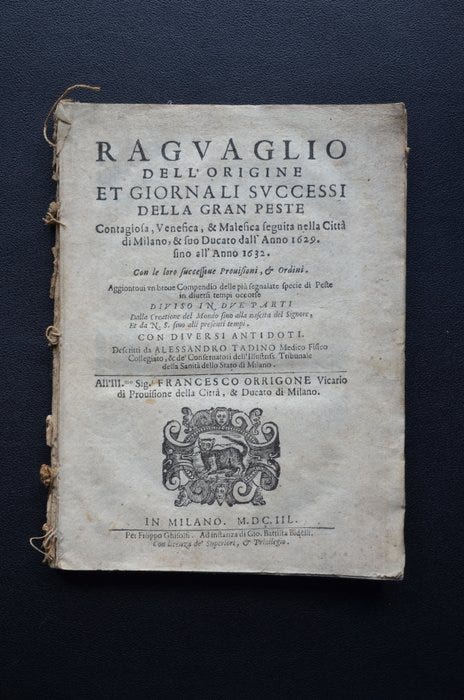 RAGVAGLIO
DELL'ORIGINE
ET GIORNALI SVCCESSI
DELLA GRAN PESTE
Contagiosa, Venefica, & Malefica seguita nella Città
di Milano, & suo Ducato dall'Anno 1629.
sino all'Anno 1632.
Con le loro successiue Prouisioni, & Ordini.
Aggiontoui vn breue Compendio delle più segnalate specie di Peste
in diuersi tempi occorse
DIVISO IN DVE PARTI
Dalla Creatione del Mondo sino alla nascita del Signore,
Et da N. S. sino alli presenti tempi.
CON DIVERSI ANTIDOTI.
Descritti da ALESSANDRO TADINO Medico Fisico
Collegiato, & de' Conseruatori dell'Illustriss. Tribunale
della Sanità dello Stato di Milano.
All'Ill.mo Sig. FRANCESCO ORRIGONE Vicario
di Prouisione della Città, & Ducato di Milano.
IN MILANO. M.DC.IIL.
Per Filippo Ghisolfi. Ad instanza di Gio. Battista Bidelli.
Con licenza de' Superiori, & Priuilegio.